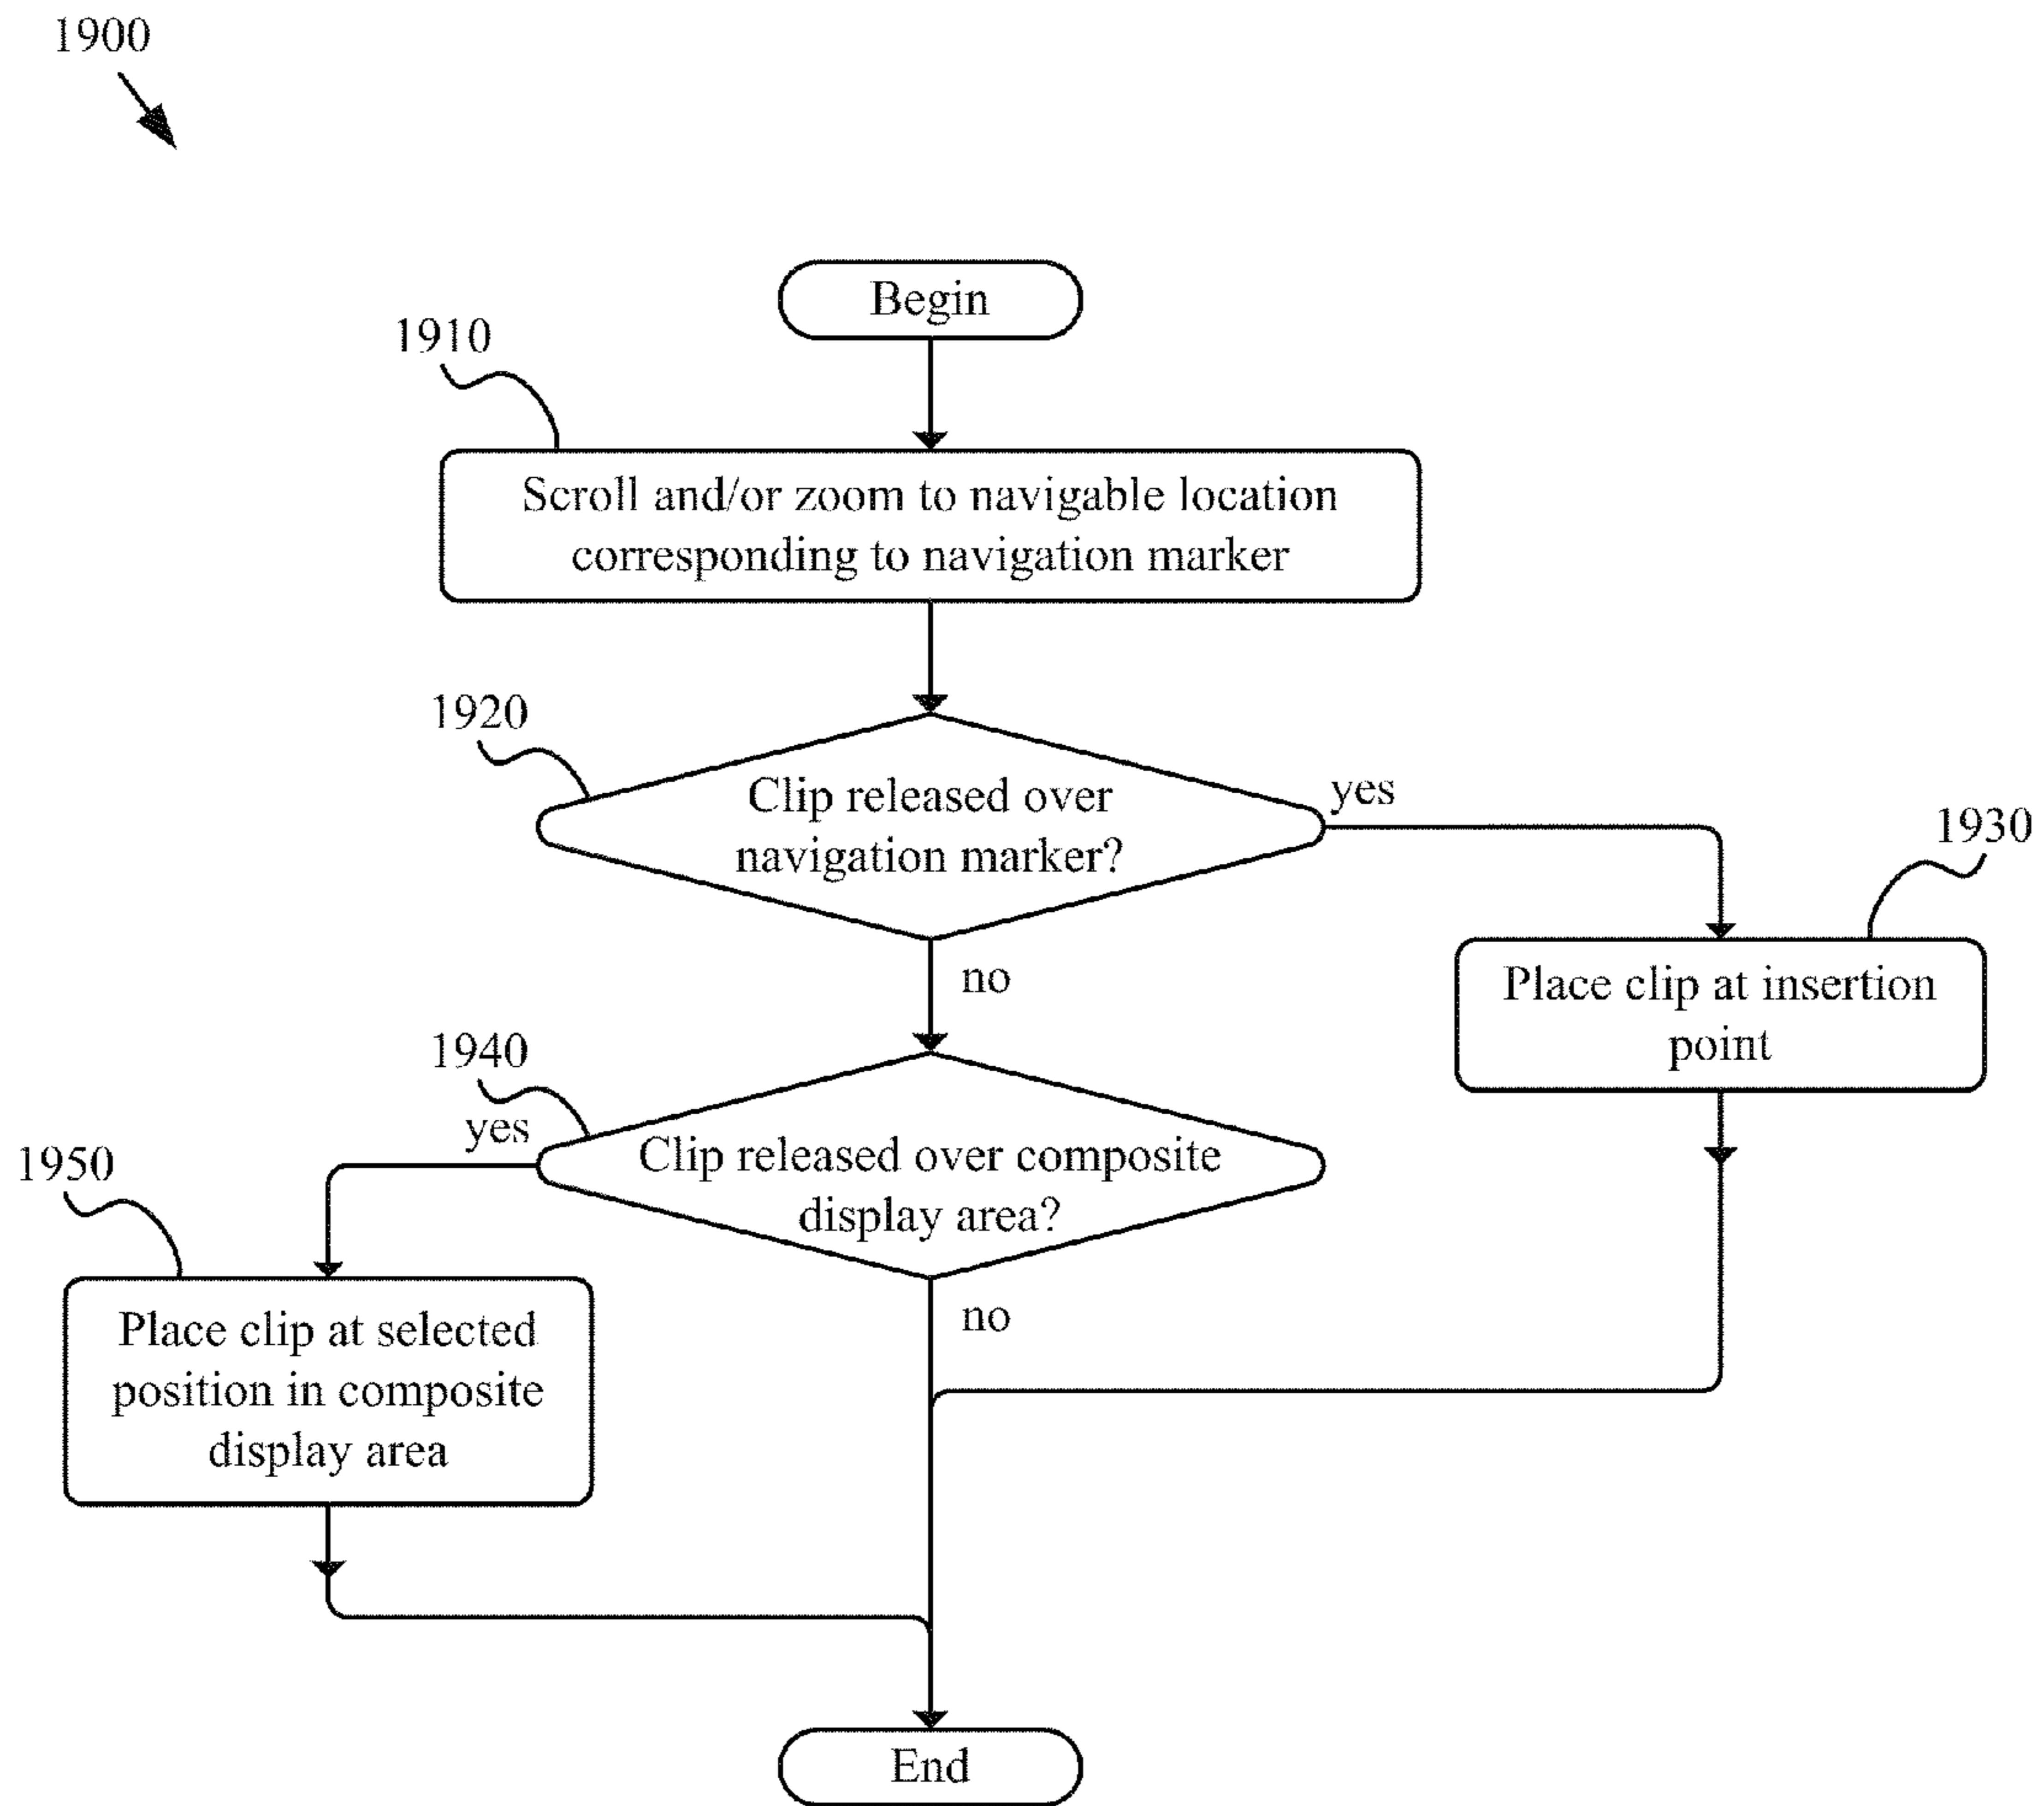 1900
Begin
1910
Scroll and/or zoom to navigable location
corresponding to navigation marker
1920
Clip released over
navigation marker?
yes
1930
no
Place clip at insertion
point
1940
yes
Clip released over composite
display area?
1950
no
Place clip at selected
position in composite
display area
End